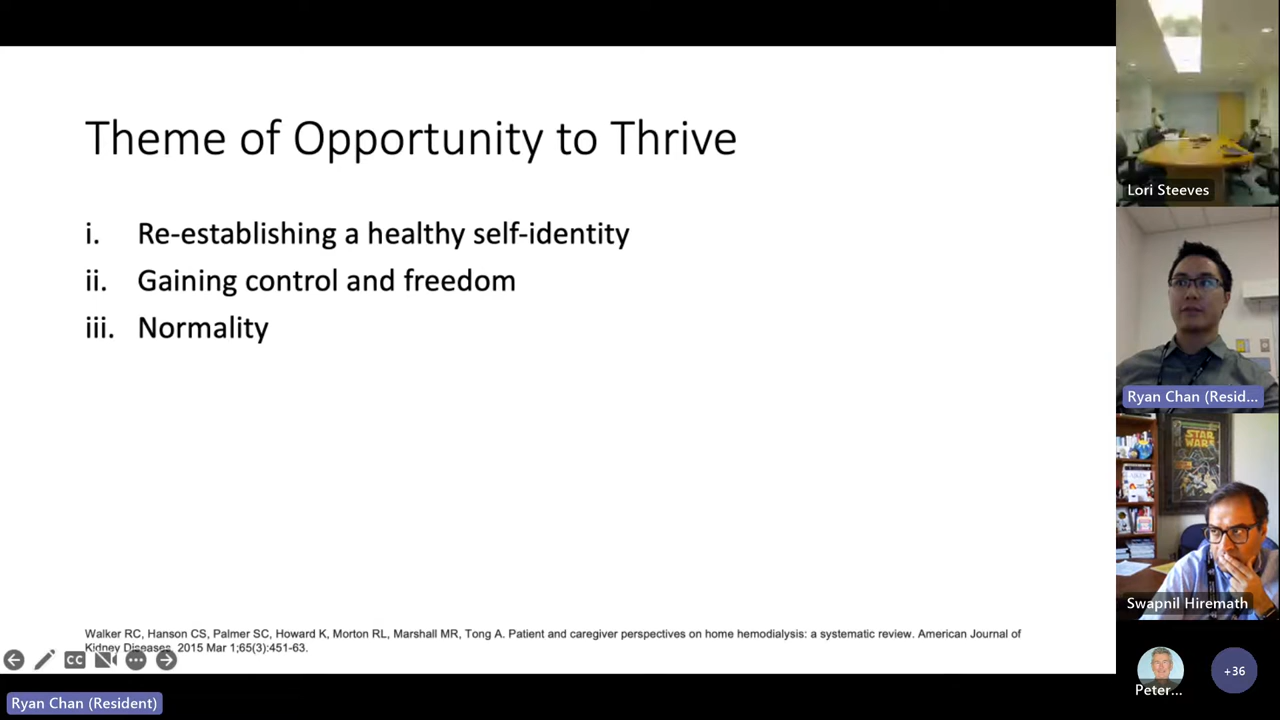 Theme of Opportunity to Thrive
i. Re-establishing a healthy self-identity
ii. Gaining control and freedom
iii. Normality
Walker RC, Hanson CS, Palmer SC, Howard K, Morton RL, Marshall MR, Tong A. Patient and caregiver perspectives on home hemodialysis: a systematic review. American Journal of
Kidney Diseases. 2015 Mar 1;65(3):451-63.
CC
Ryan Chan (Resident)
Lori Steeves
Ryan Chan (Resid...
STAR
WARS
Swapnil Hiremath
Peter...
+36